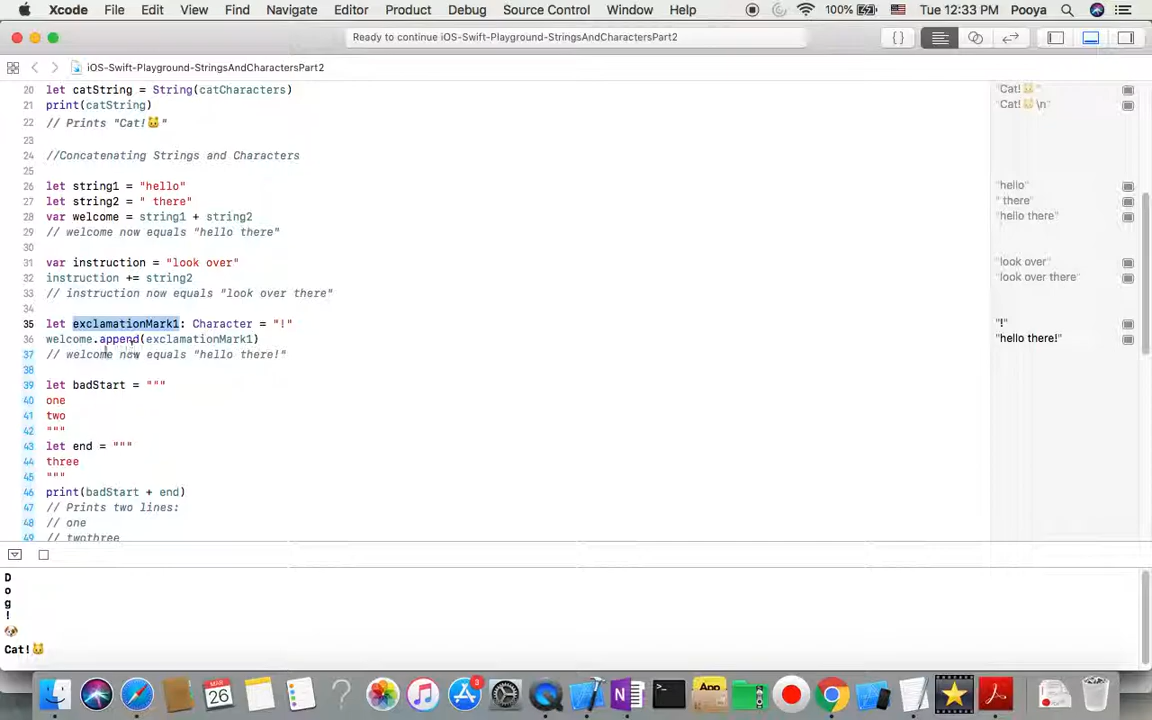 Xcode File Edit View Find Navigate Editor Product Debug Source Control Window Help 100% Tue 12:33 PM Pooya
Ready to continue iOS-Swift-Playground-StringsAndCharactersPart2
iOS-Swift-Playground-StringsAndCharactersPart2
20 let catString = String(catCharacters) "Cat!🐱"
21 print(catString) "Cat!🐱\n"
22 // Prints "Cat!🐱"
23
24 //Concatenating Strings and Characters
25
26 let string1 = "hello" "hello"
27 let string2 = " there" " there"
28 var welcome = string1 + string2 "hello there"
29 // welcome now equals "hello there"
30
31 var instruction = "look over" "look over"
32 instruction += string2 "look over there"
33 // instruction now equals "look over there"
34
35 let exclamationMark1: Character = "!" "!"
36 welcome.append(exclamationMark1) "hello there!"
37 // welcome now equals "hello there!"
38
39 let badStart = """
40 one
41 two
42 """
43 let end = """
44 three
45 """
46 print(badStart + end)
47 // Prints two lines:
48 // one
49 // twothree
D
o
g
!
🐶
Cat!🐱
26
3
App